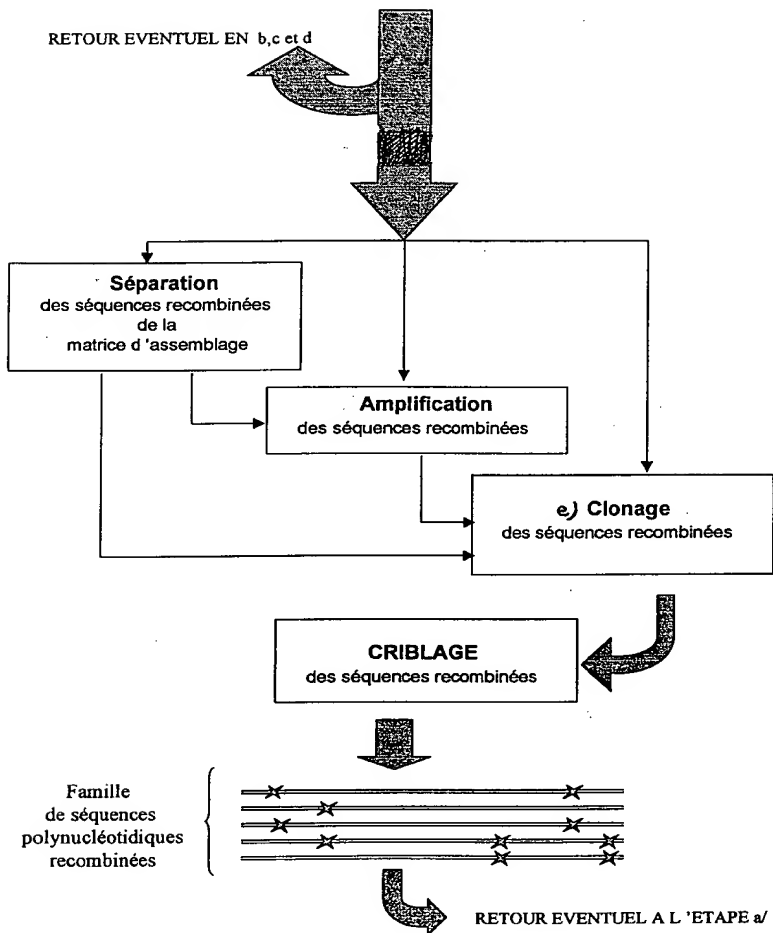 RETOUR EVENTUEL EN b,c et d
Séparation
des séquences recombinées
de la
matrice d 'assemblage
Amplification
des séquences recombinées
e) Clonage
des séquences recombinées
CRIBLAGE
des séquences recombinées
Famille
de séquences
polynucléotidiques
recombinées
RETOUR EVENTUEL A L 'ETAPE a/